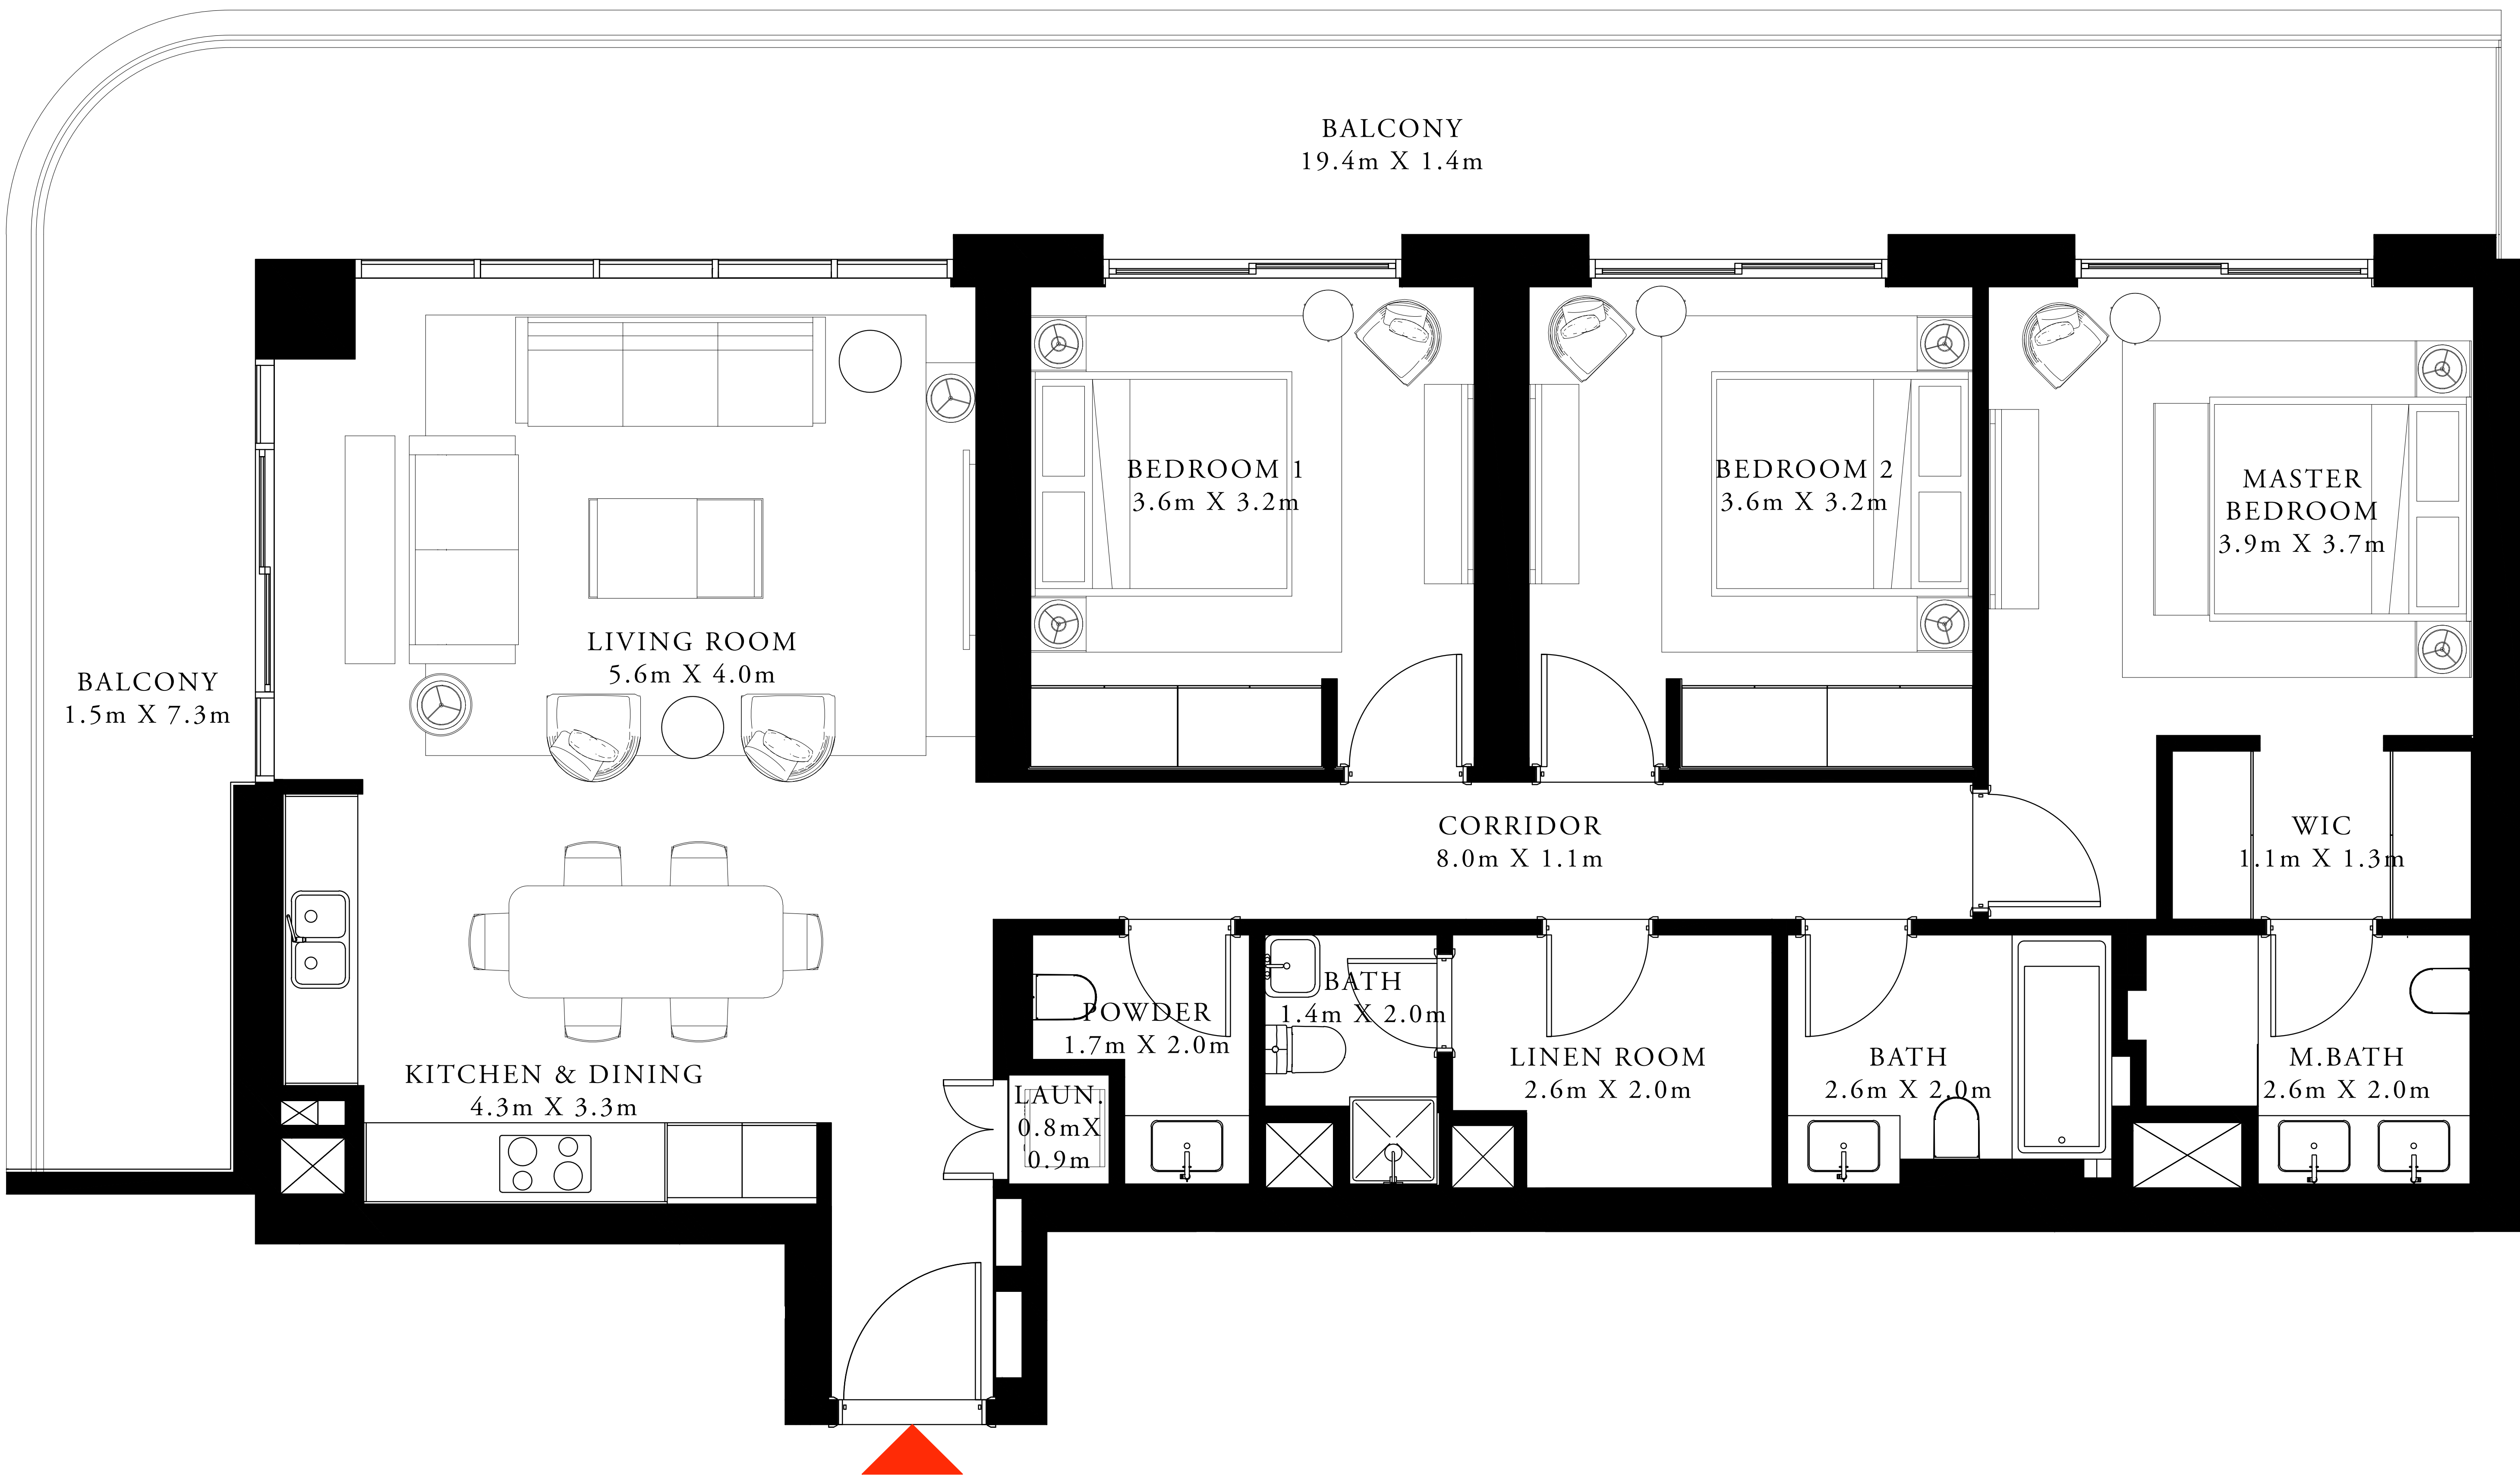 BALCONY
19.4m X 1.4m
BEDROOM 1
3.6m X 3.2m
BEDROOM 2
3.6m X 3.2m
MASTER
BEDROOM
3.9m X 3.7m
LIVING ROOM
5.6m X 4.0m
BALCONY
1.5m X 7.3m
CORRIDOR
8.0m X 1.1m
WIC
1.1m X 1.3m
KITCHEN & DINING
4.3m X 3.3m
POWDER
1.7m X 2.0m
LAUN.
0.8mX
0.9m
BATH
1.4m X 2.0m
LINEN ROOM
2.6m X 2.0m
BATH
2.6m X 2.0m
M.BATH
2.6m X 2.0m